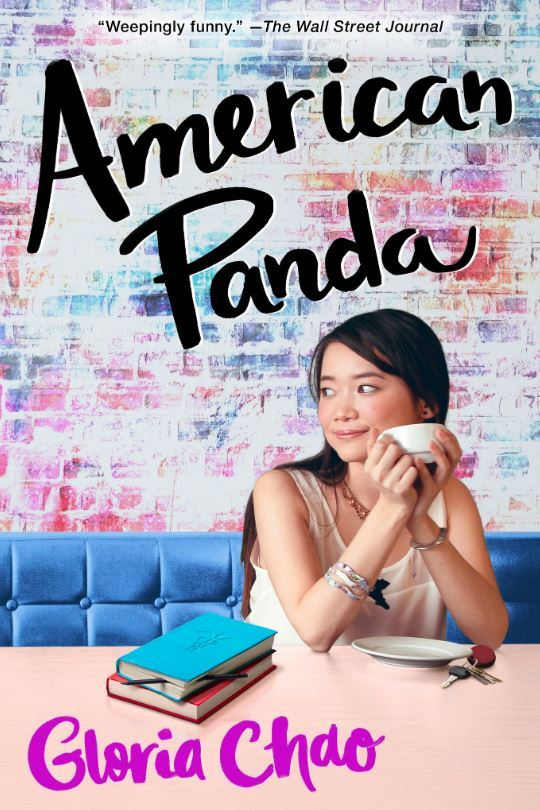 “Weepingly funny.” —The Wall Street Journal
American
Panda
Gloria Chao